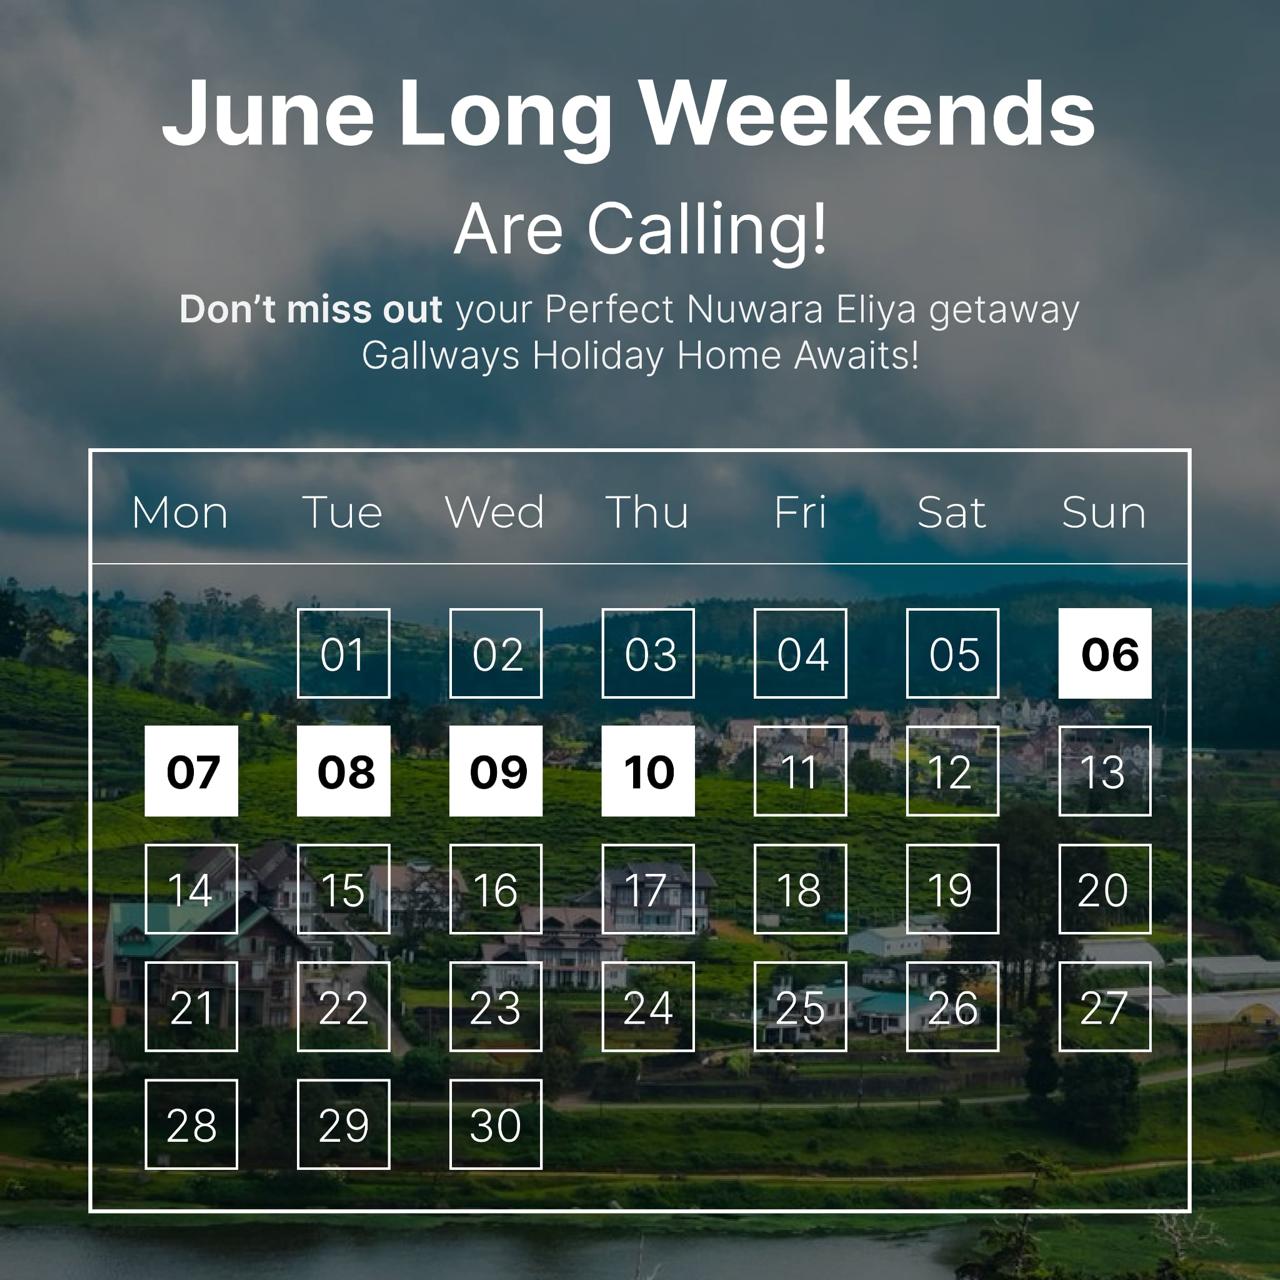 June Long Weekends
Are Calling!
Don't miss out your Perfect Nuwara Eliya getaway
Gallways Holiday Home Awaits!
Mon Tue Wed Thu Fri Sat Sun
01 02 03 04 05 06
07 08 09 10 11 12 13
14 15 16 17 18 19 20
21 22 23 24 25 26 27
28 29 30